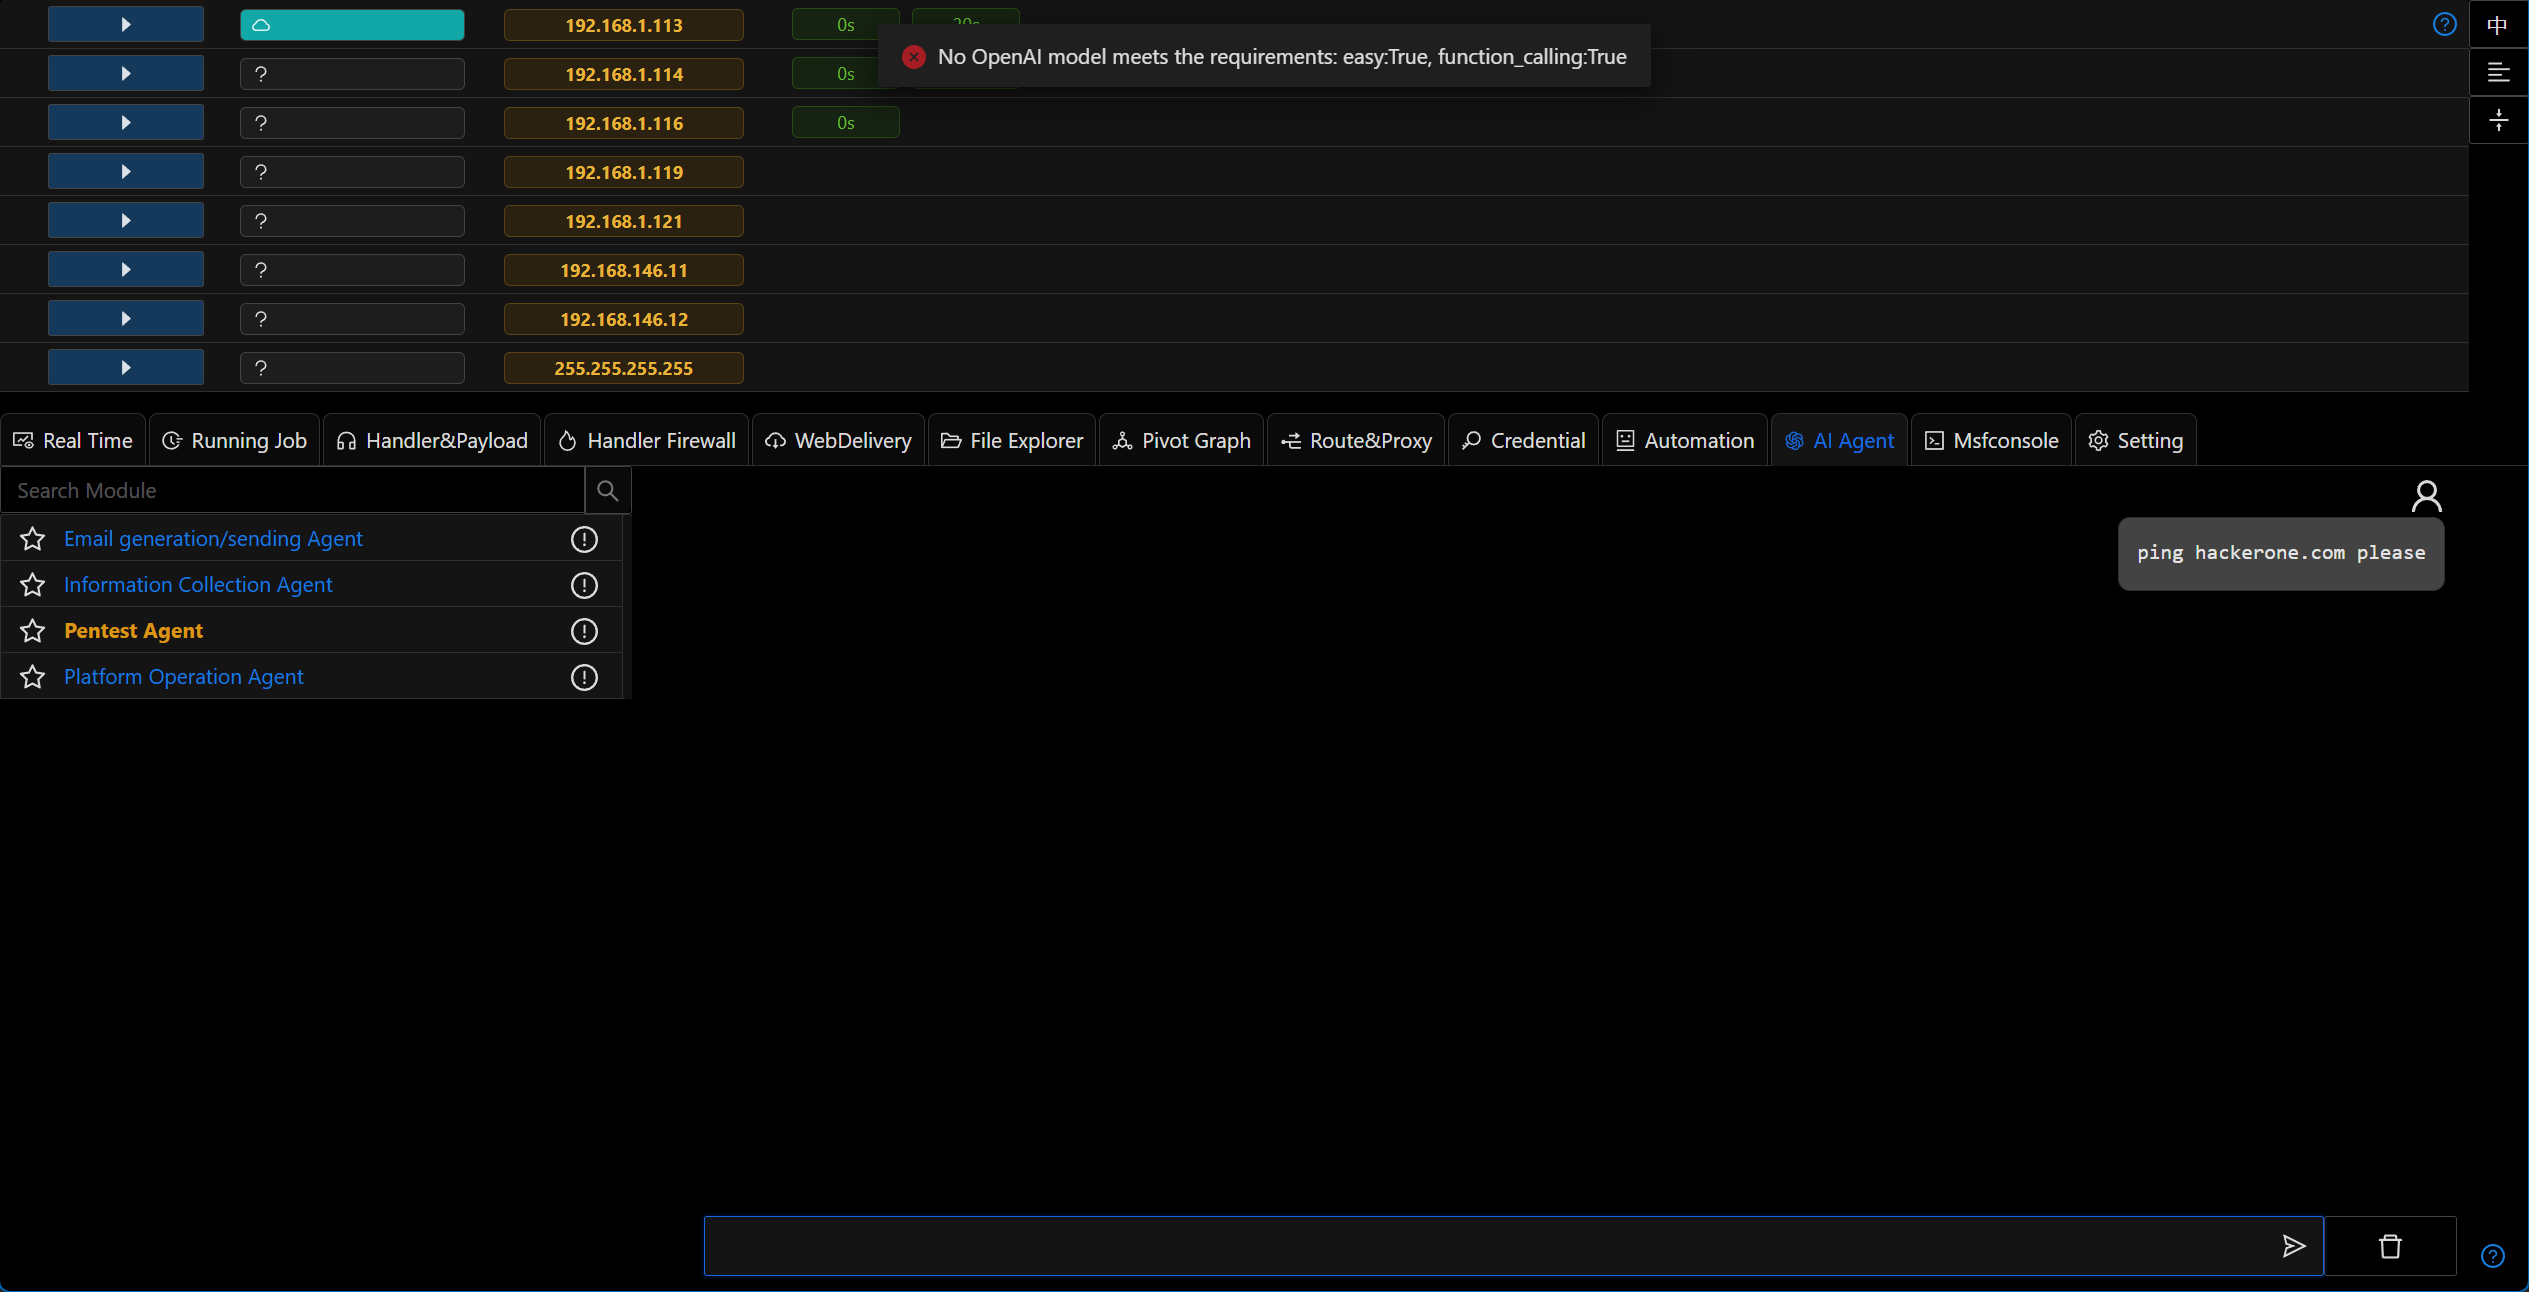 192.168.1.113 0s
No OpenAI model meets the requirements: easy:True, function_calling:True
中
? 192.168.1.114 0s
? 192.168.1.116 0s
? 192.168.1.119
? 192.168.1.121
? 192.168.146.11
? 192.168.146.12
? 255.255.255.255
Real Time Running Job Handler&Payload Handler Firewall WebDelivery File Explorer Pivot Graph Route&Proxy Credential Automation AI Agent Msfconsole Setting
Search Module
Email generation/sending Agent
Information Collection Agent
Pentest Agent
Platform Operation Agent
ping hackerone.com please